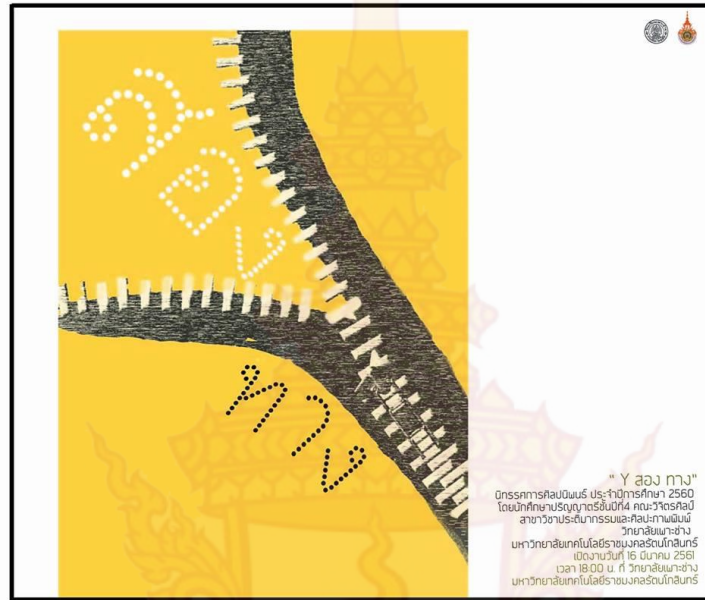 สอง
ทาง
" Y สอง ทาง"
นิทรรศการศิลปนิพนธ์ ประจำปีการศึกษา 2560
โดยนักศึกษาปริญญาตรีชั้นปีที่4 คณะวิจิตรศิลป์
สาขาวิชาประติมากรรมและศิลปะภาพพิมพ์
วิทยาลัยเพาะช่าง
มหาวิทยาลัยเทคโนโลยีราชมงคลรัตนโกสินทร์
เปิดงานวันที่ 16 มีนาคม 2561
เวลา 18:00 น. ที่ วิทยาลัยเพาะช่าง
มหาวิทยาลัยเทคโนโลยีราชมงคลรัตนโกสินทร์